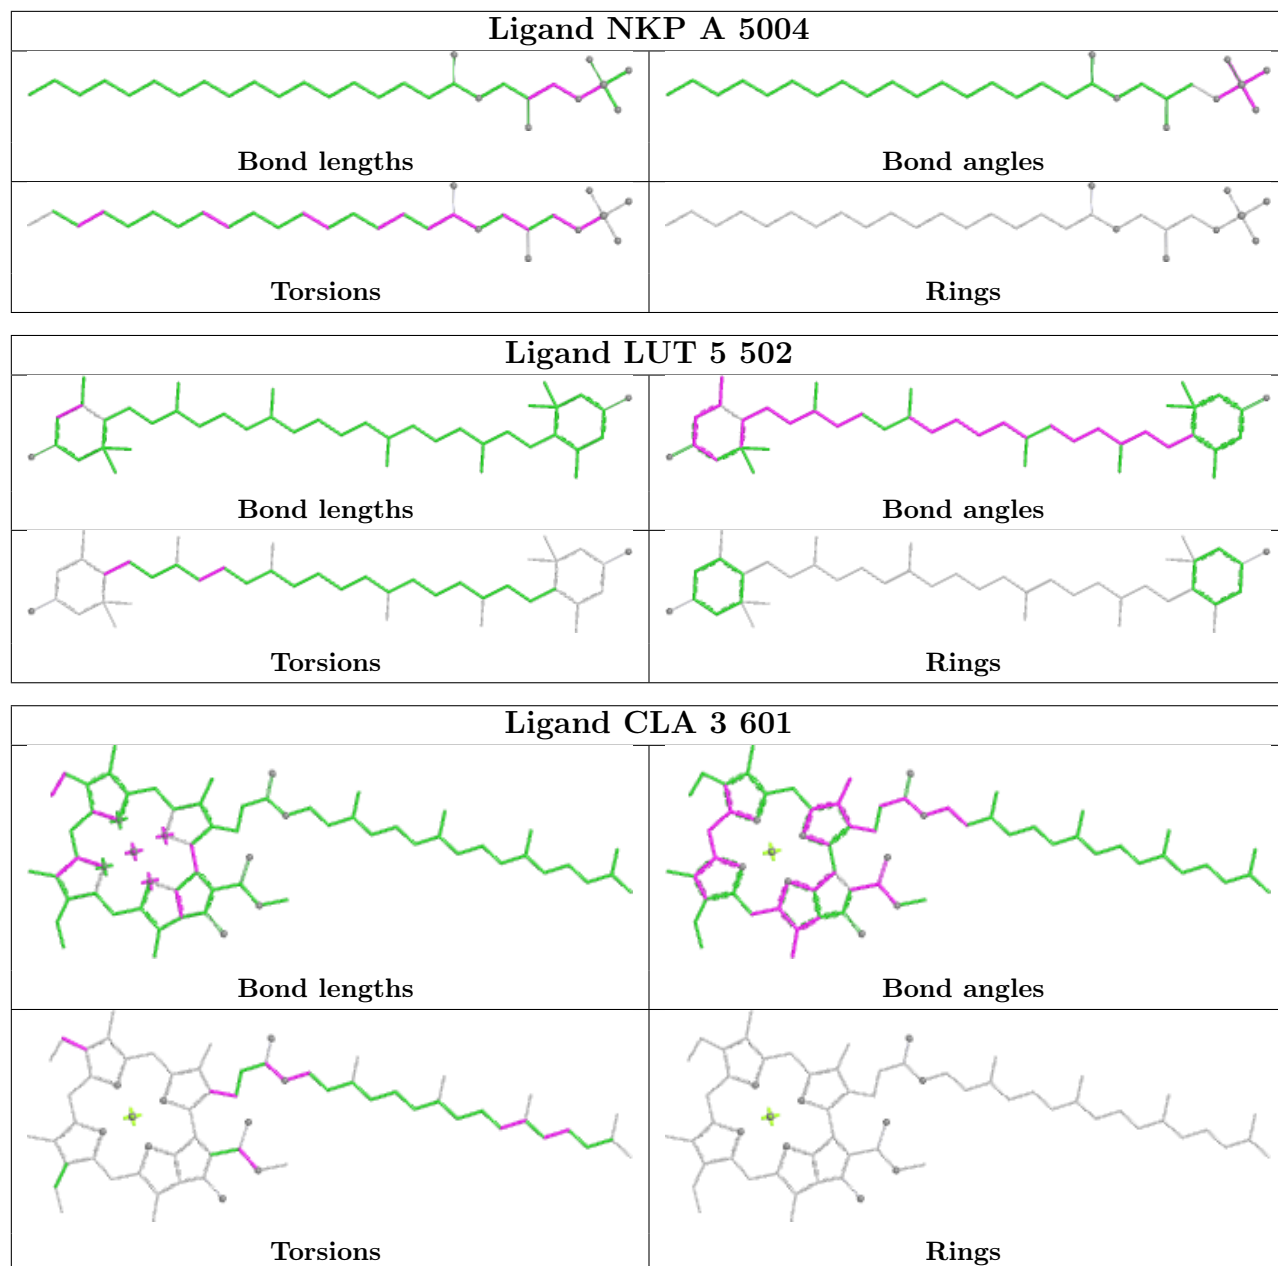 Ligand NKP A 5004
Bond lengths
Bond angles
Torsions
Rings
Ligand LUT 5 502
Bond lengths
Bond angles
Torsions
Rings
Ligand CLA 3 601
Bond lengths
Bond angles
Torsions
Rings